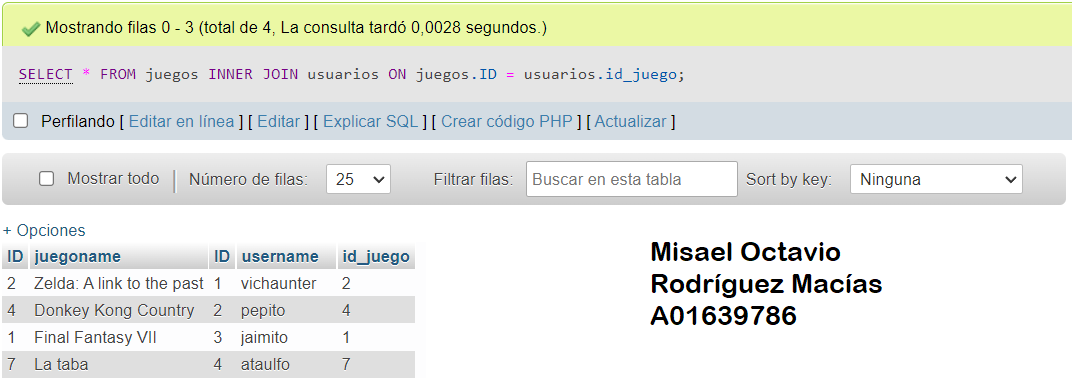 Mostrando filas 0 - 3 (total de 4, La consulta tardó 0,0028 segundos.)
SELECT * FROM juegos INNER JOIN usuarios ON juegos.ID = usuarios.id_juego;
Perfilando [ Editar en línea ] [ Editar ] [ Explicar SQL ] [ Crear código PHP ] [ Actualizar ]
Mostrar todo | Número de filas: 25 Filtrar filas: Buscar en esta tabla Sort by key: Ninguna
+ Opciones
ID juegoname ID username id_juego
2 Zelda: A link to the past 1 vichaunter 2
4 Donkey Kong Country 2 pepito 4
1 Final Fantasy VII 3 jaimito 1
7 La taba 4 ataulfo 7
Misael Octavio
Rodríguez Macías
A01639786